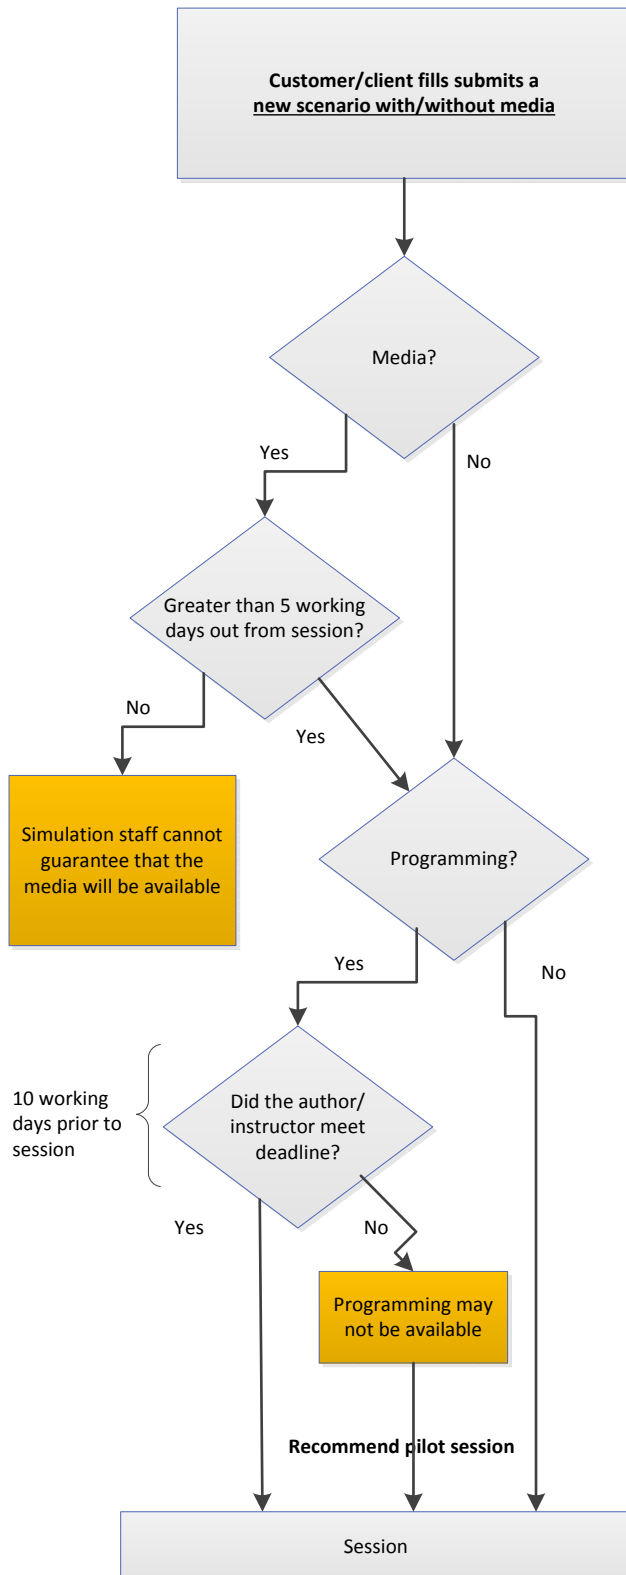 Customer/client fills submits a
new scenario with/without media
Media?
Yes
No
Greater than 5 working
days out from session?
No
Yes
Simulation staff cannot
guarantee that the
media will be available
Programming?
Yes
No
10 working
days prior to
session
Did the author/
instructor meet
deadline?
Yes
No
Programming may
not be available
Recommend pilot session
Session